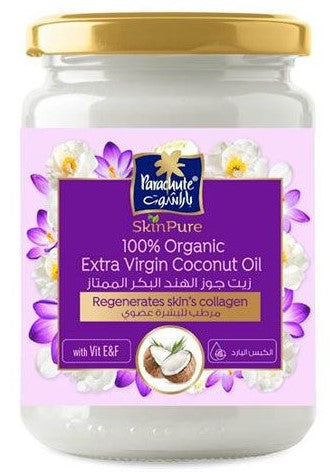 Parachute
باراشوت
SkinPure
100% Organic
Extra Virgin Coconut Oil
زيت جوز الهند البكر الممتاز
Regenerates skin's collagen
مرطب للبشرة عضوي
with Vit E&F
الكبس البارد